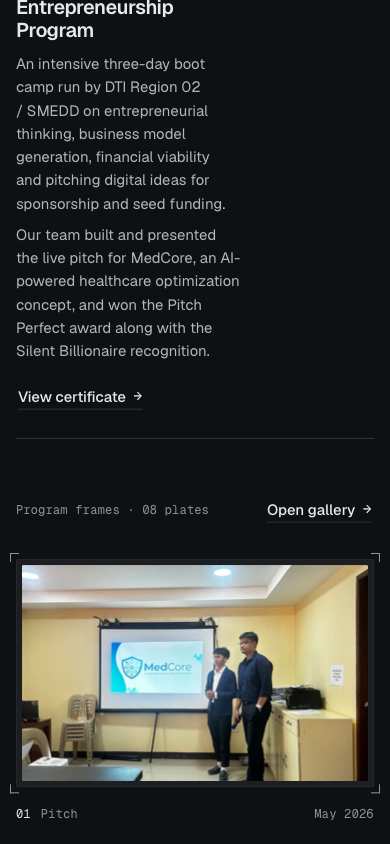 Entrepreneurship
Program
An intensive three-day boot
camp run by DTI Region 02
/ SMEDD on entrepreneurial
thinking, business model
generation, financial viability
and pitching digital ideas for
sponsorship and seed funding.
Our team built and presented
the live pitch for MedCore, an AI-
powered healthcare optimization
concept, and won the Pitch
Perfect award along with the
Silent Billionaire recognition.
View certificate →
Program frames · 08 plates
Open gallery →
MedCore
01 Pitch
May 2026